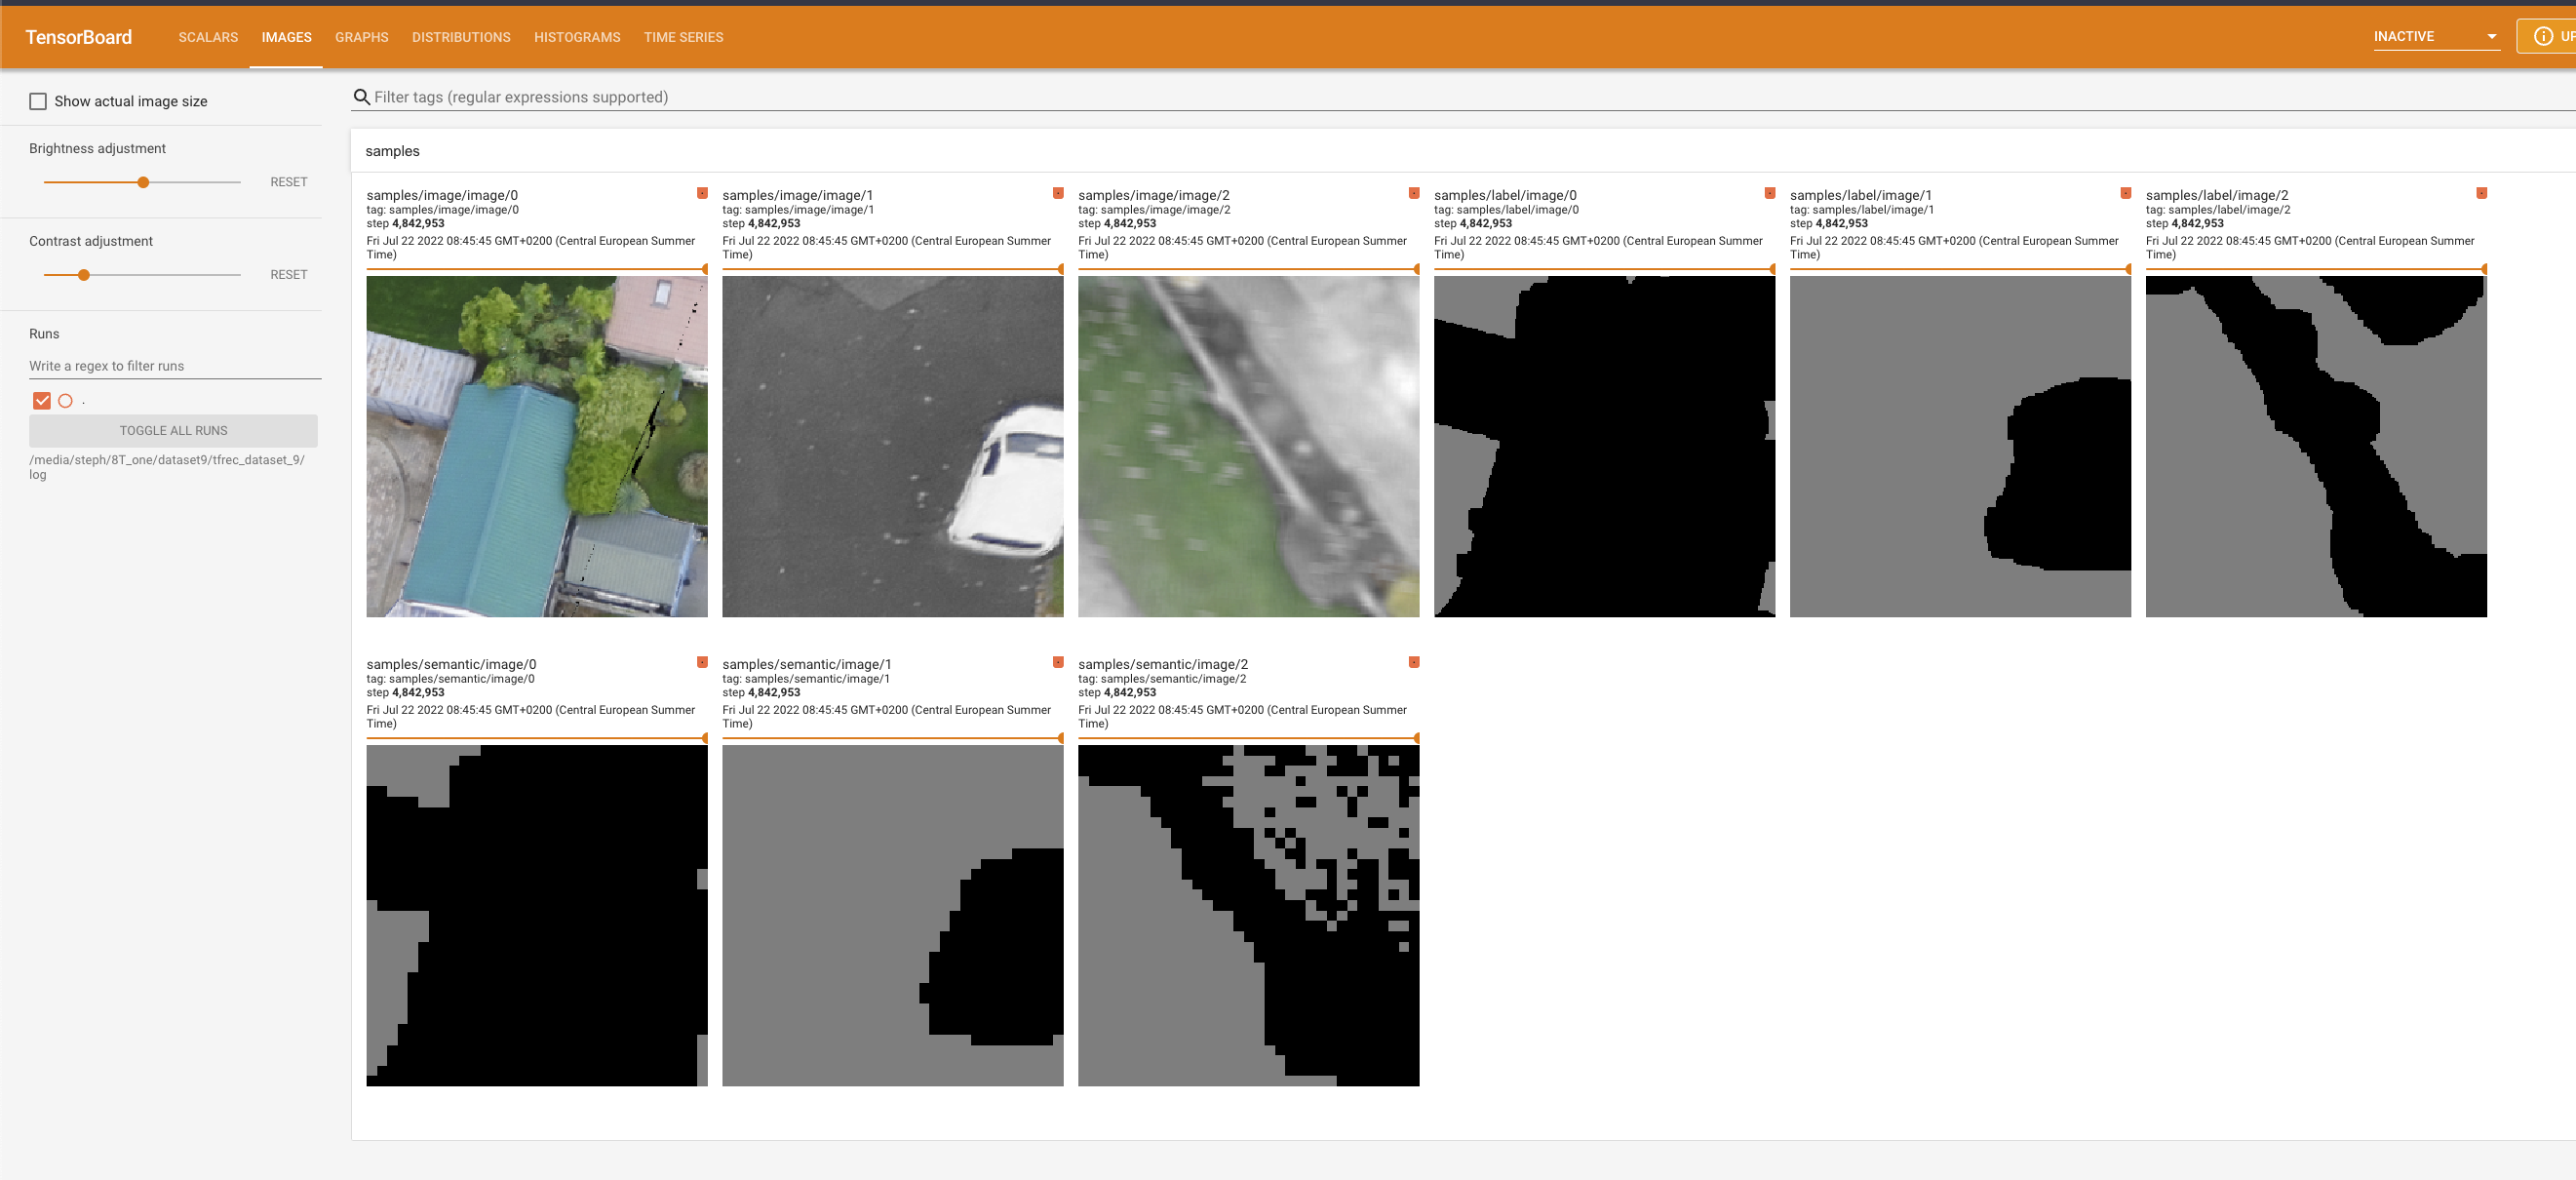 TensorBoard
SCALARS
IMAGES
GRAPHS
DISTRIBUTIONS
HISTOGRAMS
TIME SERIES
INACTIVE
Show actual image size
Brightness adjustment
RESET
Contrast adjustment
RESET
Runs
Write a regex to filter runs
.
TOGGLE ALL RUNS
/media/steph/8T_one/dataset9/tfrec_dataset_9/
log
Filter tags (regular expressions supported)
samples
samples/image/image/0
tag: samples/image/image/0
step 4,842,953
Fri Jul 22 2022 08:45:45 GMT+0200 (Central European Summer
Time)
samples/image/image/1
tag: samples/image/image/1
step 4,842,953
Fri Jul 22 2022 08:45:45 GMT+0200 (Central European Summer
Time)
samples/image/image/2
tag: samples/image/image/2
step 4,842,953
Fri Jul 22 2022 08:45:45 GMT+0200 (Central European Summer
Time)
samples/label/image/0
tag: samples/label/image/0
step 4,842,953
Fri Jul 22 2022 08:45:45 GMT+0200 (Central European Summer
Time)
samples/label/image/1
tag: samples/label/image/1
step 4,842,953
Fri Jul 22 2022 08:45:45 GMT+0200 (Central European Summer
Time)
samples/label/image/2
tag: samples/label/image/2
step 4,842,953
Fri Jul 22 2022 08:45:45 GMT+0200 (Central European Summer
Time)
samples/semantic/image/0
tag: samples/semantic/image/0
step 4,842,953
Fri Jul 22 2022 08:45:45 GMT+0200 (Central European Summer
Time)
samples/semantic/image/1
tag: samples/semantic/image/1
step 4,842,953
Fri Jul 22 2022 08:45:45 GMT+0200 (Central European Summer
Time)
samples/semantic/image/2
tag: samples/semantic/image/2
step 4,842,953
Fri Jul 22 2022 08:45:45 GMT+0200 (Central European Summer
Time)